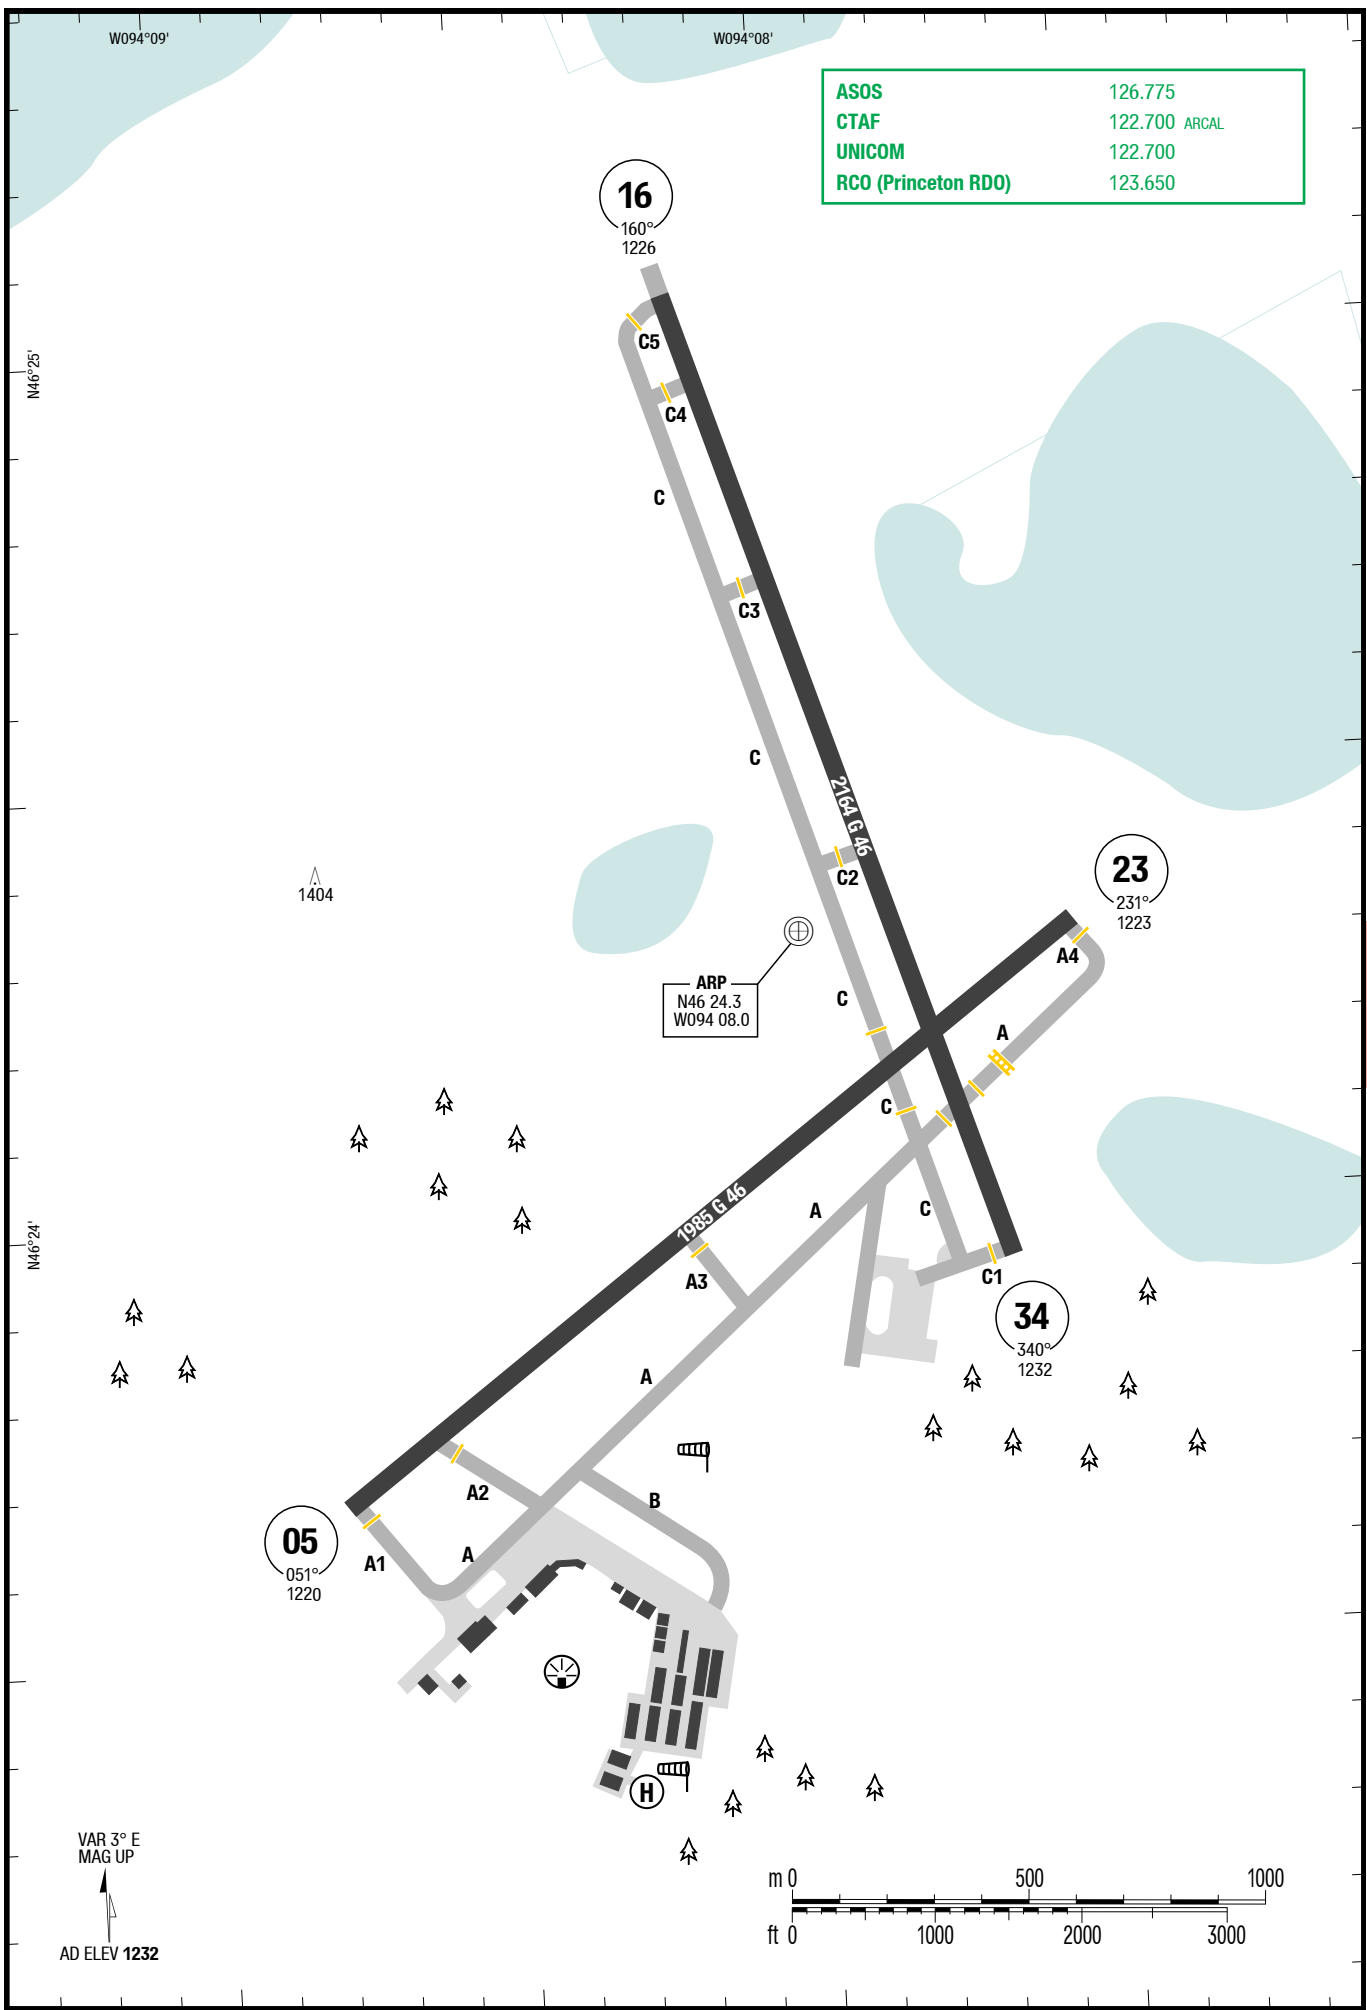 W094°09'
W094°08'
ASOS 126.775
CTAF 122.700 ARCAL
UNICOM 122.700
RCO (Princeton RDO) 123.650
16
160°
1226
C5
N46°25'
C4
C
C3
C
2164 G 46
C2
23
231°
1223
1404
A4
ARP
N46 24.3
W094 08.0
C
A
C
1985 G 46
A
C
N46°24'
A3
C1
34
340°
1232
A
A2
B
05
051°
1220
A1
A
H
VAR 3° E
MAG UP
AD ELEV 1232
m 0 500 1000
ft 0 1000 2000 3000